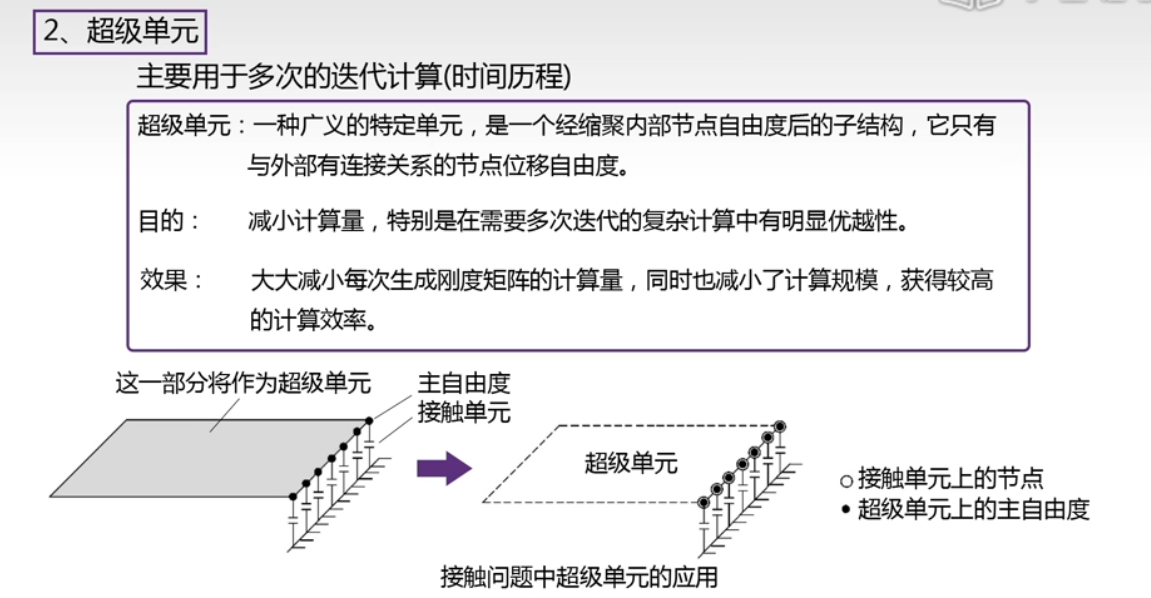 2、超级单元
主要用于多次的迭代计算(时间历程)
超级单元：一种广义的特定单元，是一个经缩聚内部节点自由度后的子结构，它只有
与外部有连接关系的节点位移自由度。
目的： 减小计算量，特别是在需要多次迭代的复杂计算中有明显优越性。
效果： 大大减小每次生成刚度矩阵的计算量，同时也减小了计算规模，获得较高
的计算效率。
这一部分将作为超级单元
主自由度
接触单元
超级单元
接触单元上的节点
超级单元上的主自由度
接触问题中超级单元的应用